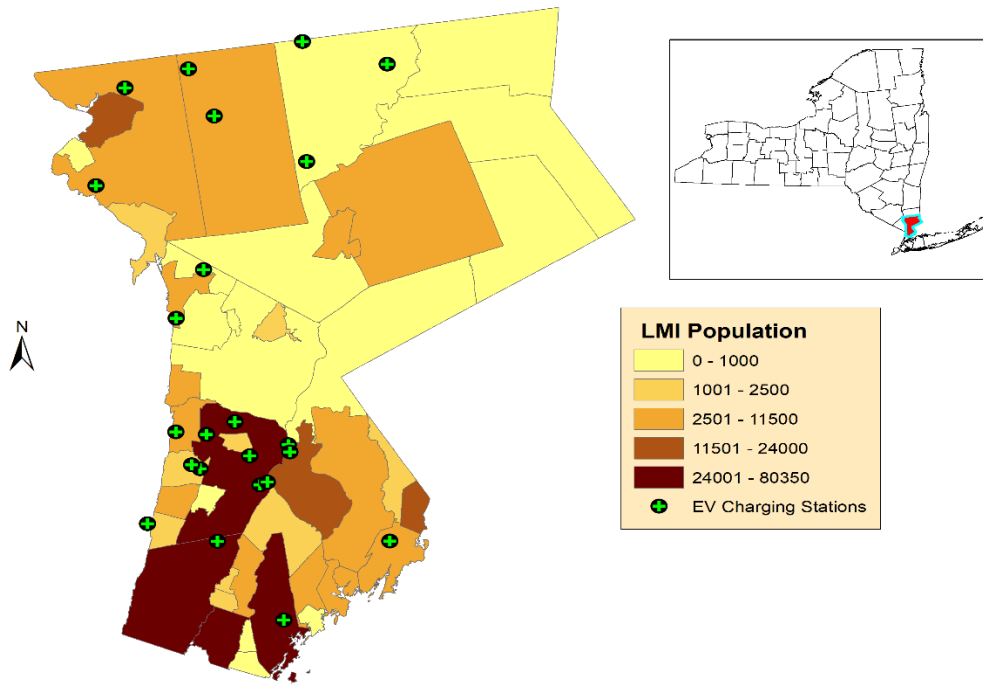 N
LMI Population
0 - 1000
1001 - 2500
2501 - 11500
11501 - 24000
24001 - 80350
EV Charging Stations